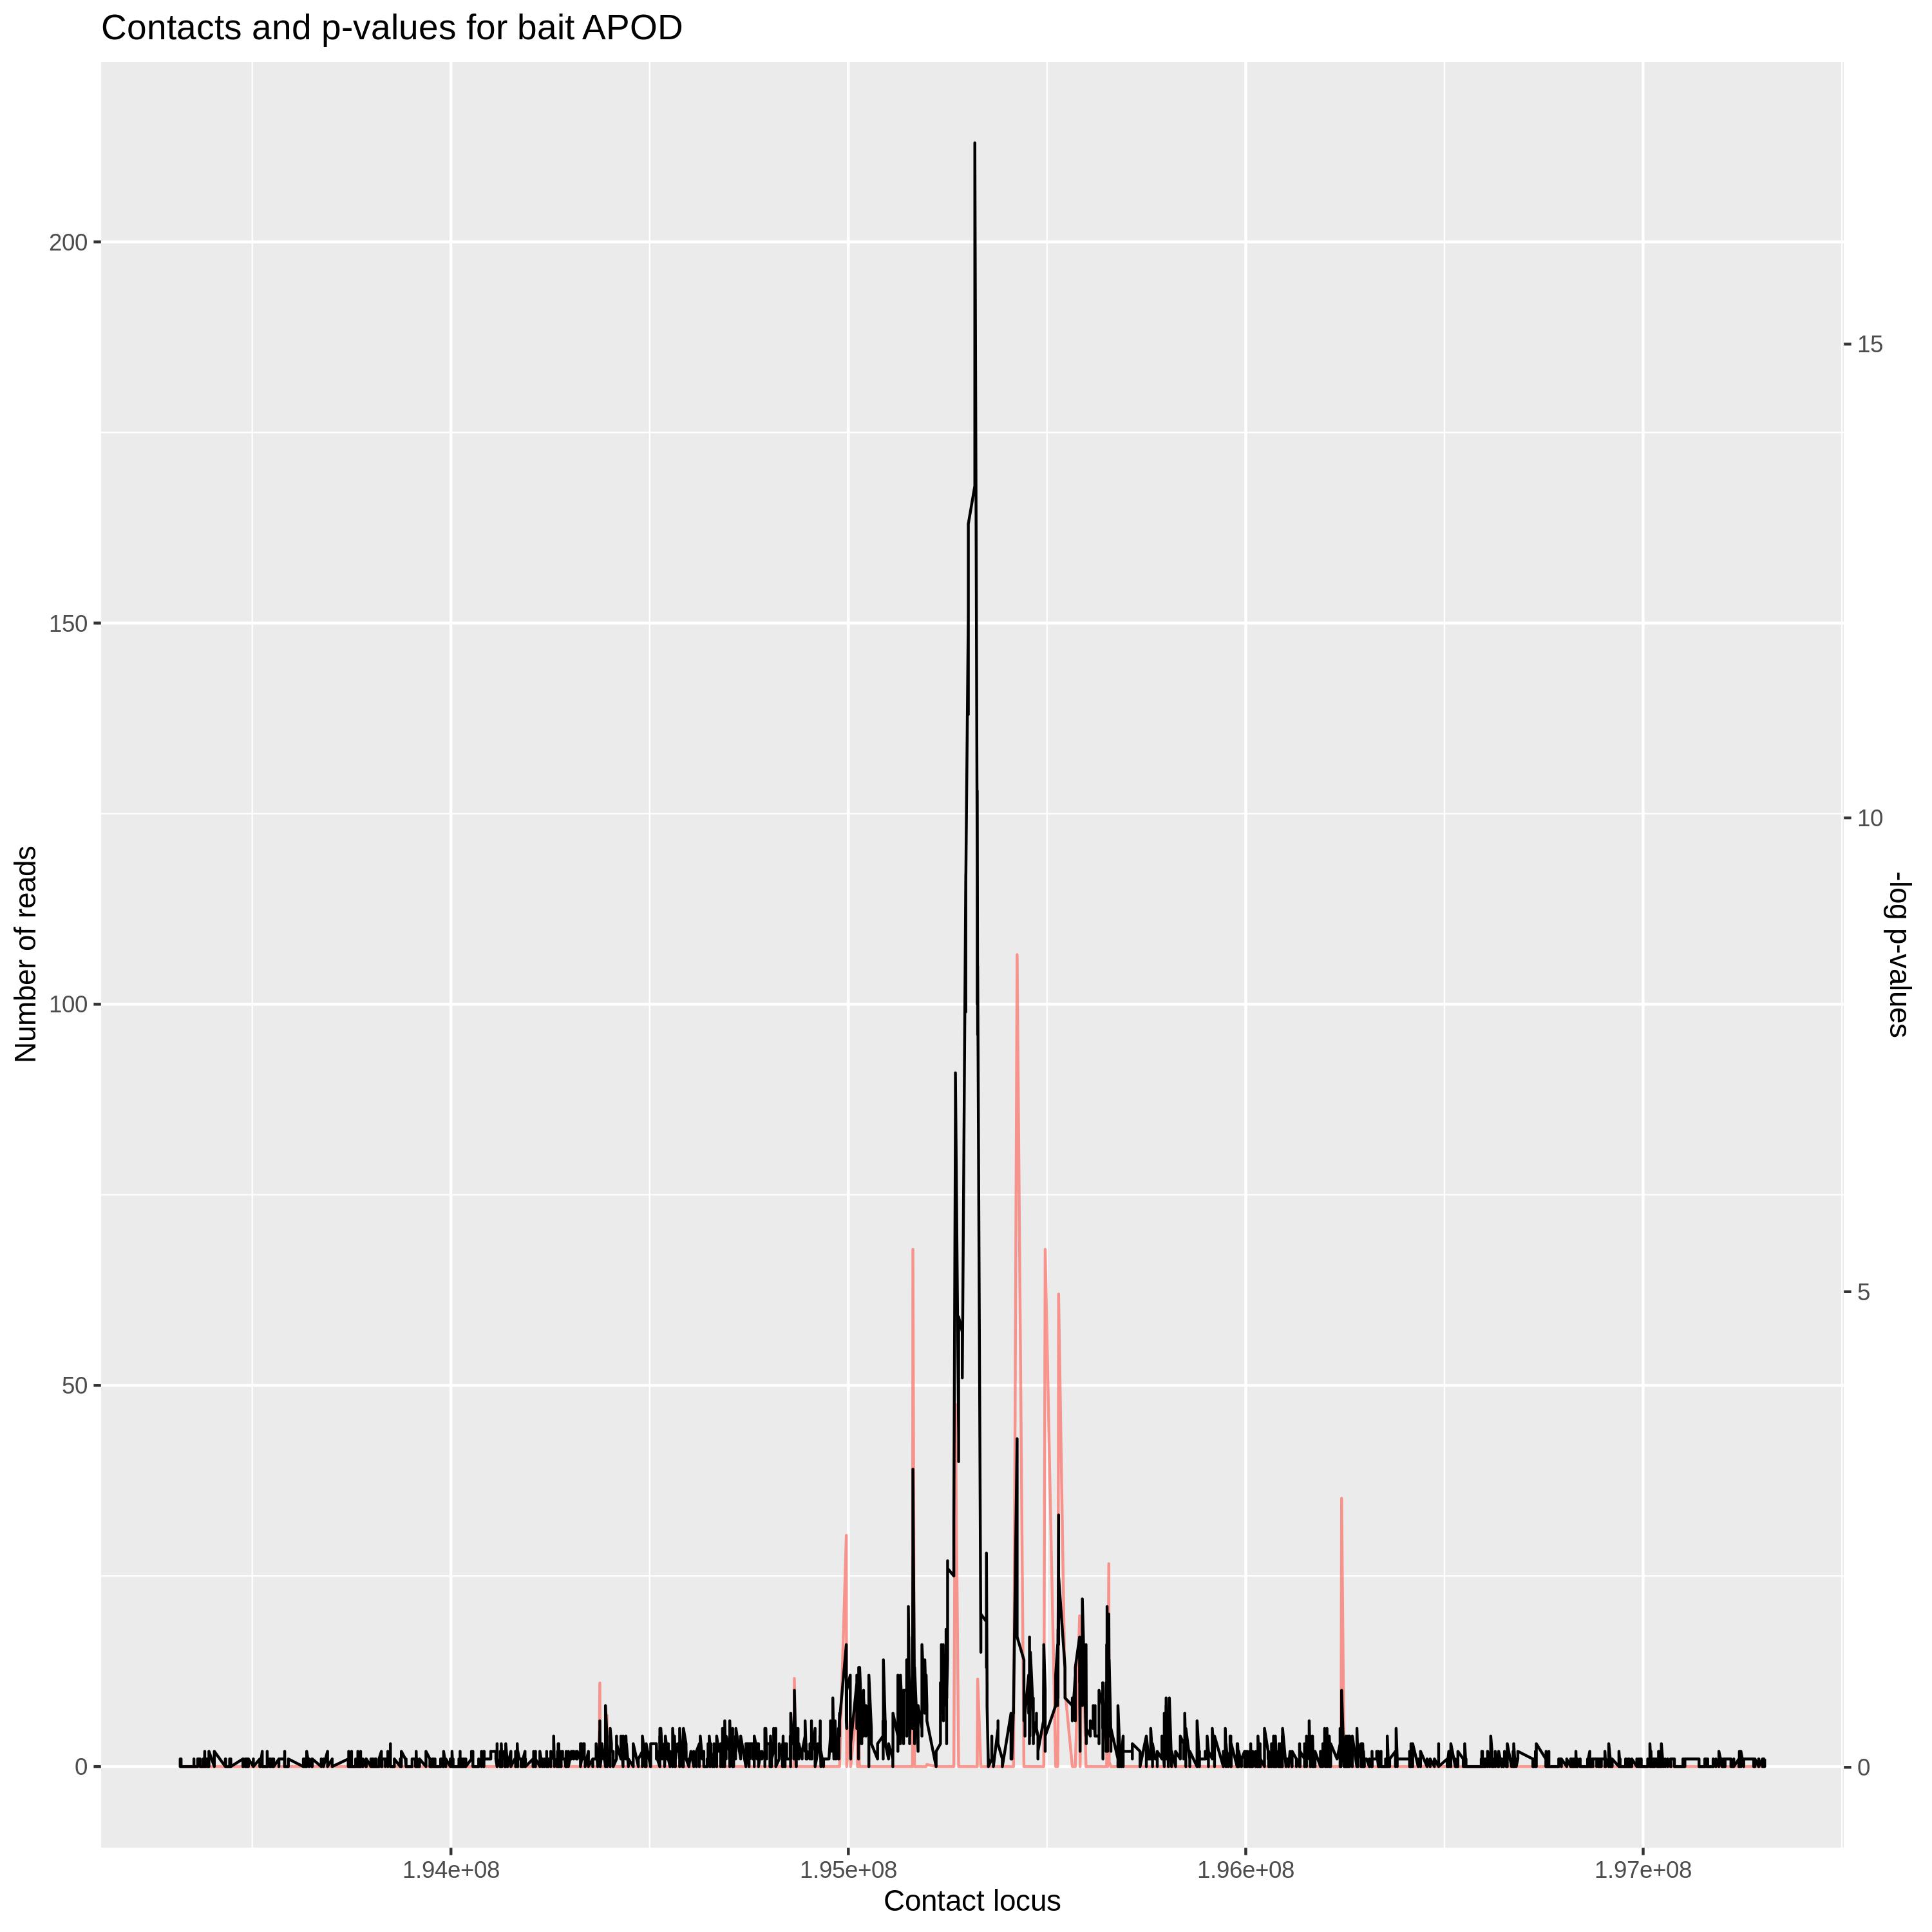 Contacts and p-values for bait APOD
Number of reads
200
150
100
50
0
15
10
5
0
-log p-values
1.94e+08
1.95e+08
1.96e+08
1.97e+08
Contact locus